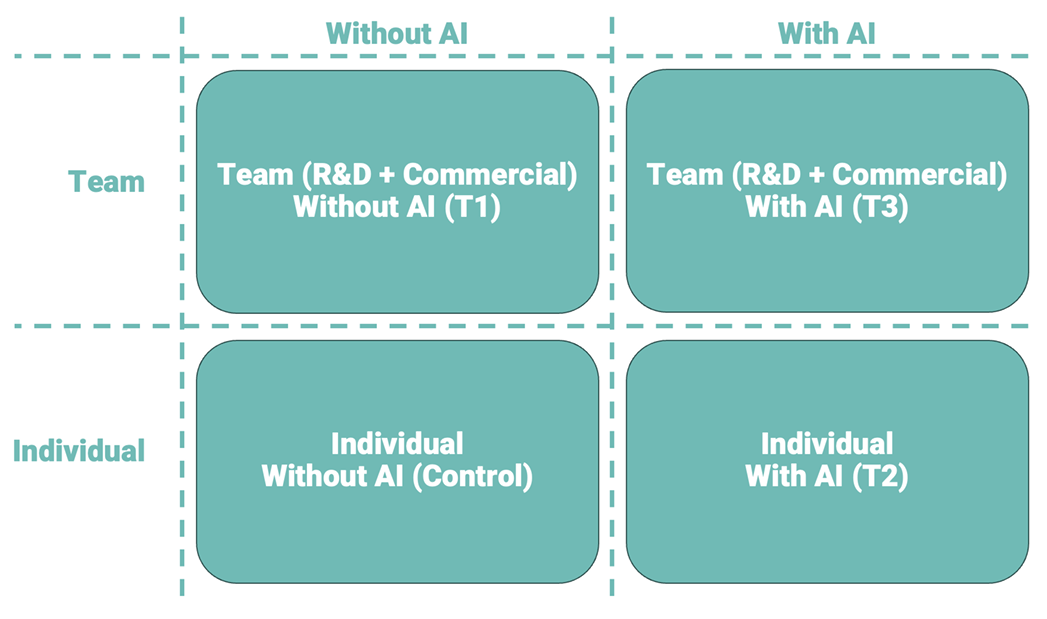 Without AI
With AI
Team
Team (R&D + Commercial)
Without AI (T1)
Team (R&D + Commercial)
With AI (T3)
Individual
Individual
Without AI (Control)
Individual
With AI (T2)